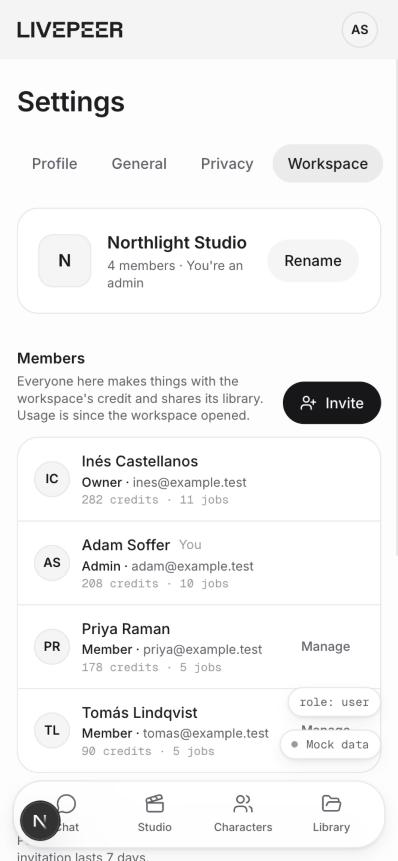 LIVEPEER
AS
Settings
Profile
General
Privacy
Workspace
N
Northlight Studio
4 members · You're an
admin
Rename
Members
Everyone here makes things with the
workspace's credit and shares its library.
Usage is since the workspace opened.
Invite
IC
Inés Castellanos
Owner · ines@example.test
282 credits · 11 jobs
AS
Adam Soffer You
Admin · adam@example.test
208 credits · 10 jobs
PR
Priya Raman
Member · priya@example.test
178 credits · 5 jobs
Manage
TL
Tomás Lindqvist
Member · tomas@example.test
90 credits · 5 jobs
role: user
Mock data
N
Studio
Characters
Library
invitation lasts 7 days.